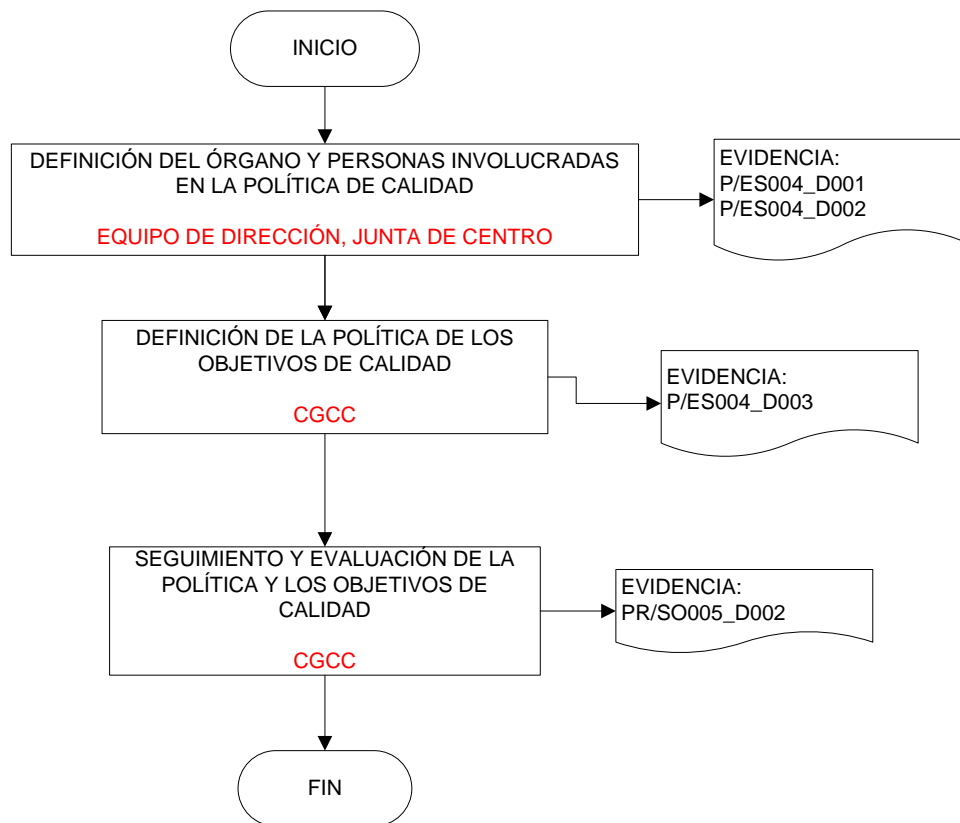 INICIO
DEFINICIÓN DEL ÓRGANO Y PERSONAS INVOLUCRADAS
EN LA POLÍTICA DE CALIDAD
EQUIPO DE DIRECCIÓN, JUNTA DE CENTRO
EVIDENCIA:
P/ES004_D001
P/ES004_D002
DEFINICIÓN DE LA POLÍTICA DE LOS
OBJETIVOS DE CALIDAD
CGCC
EVIDENCIA:
P/ES004_D003
SEGUIMIENTO Y EVALUACIÓN DE LA
POLÍTICA Y LOS OBJETIVOS DE
CALIDAD
CGCC
EVIDENCIA:
PR/SO005_D002
FIN